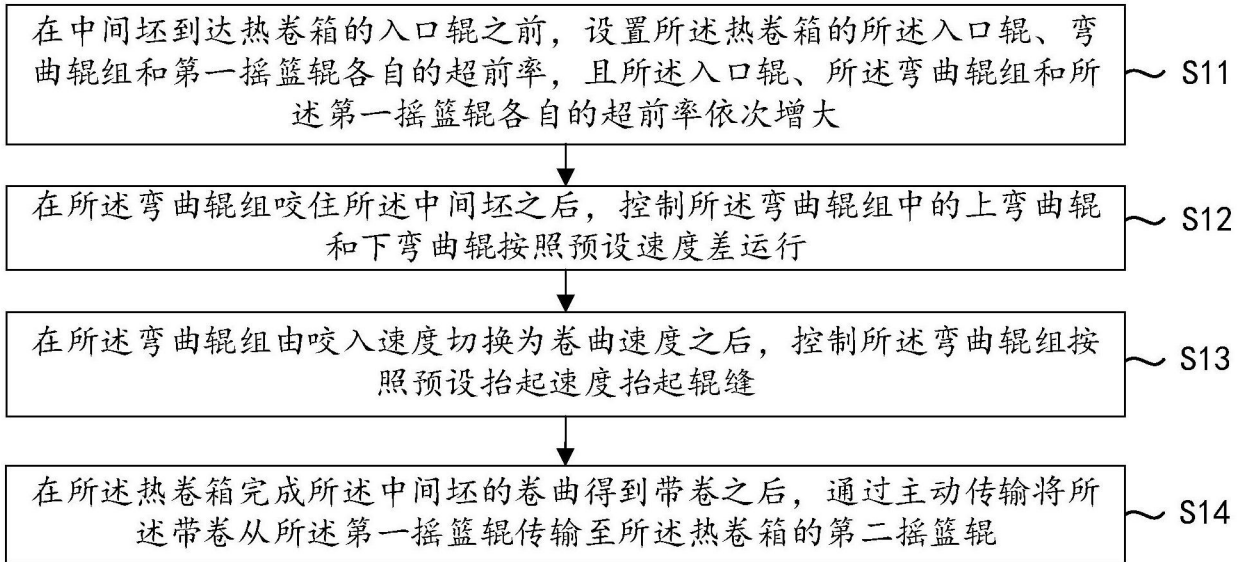 在中间坯到达热卷箱的入口辊之前，设置所述热卷箱的所述入口辊、弯
曲辊组和第一摇篮辊各自的超前率，且所述入口辊、所述弯曲辊组和所
述第一摇篮辊各自的超前率依次增大
S11
在所述弯曲辊组咬住所述中间坯之后，控制所述弯曲辊组中的上弯曲辊
和下弯曲辊按照预设速度差运行
S12
在所述弯曲辊组由咬入速度切换为卷曲速度之后，控制所述弯曲辊组按
照预设抬起速度抬起辊缝
S13
在所述热卷箱完成所述中间坯的卷曲得到带卷之后，通过主动传输将所
述带卷从所述第一摇篮辊传输至所述热卷箱的第二摇篮辊
S14